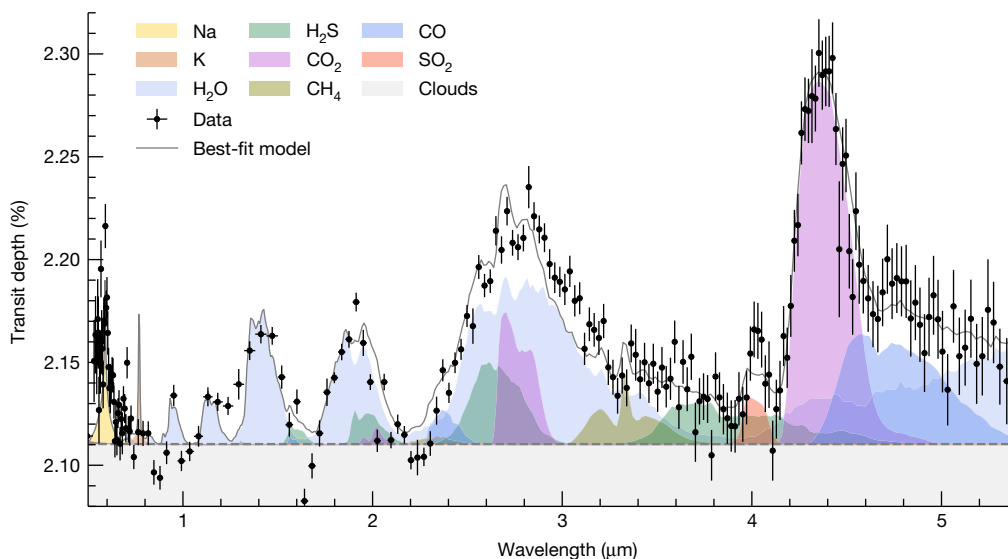 Na H₂S CO
K CO₂ SO₂
H₂O CH₄ Clouds
Data
Best-fit model
2.30
2.25
2.20
2.15
2.10
Transit depth (%)
1 2 3 4 5
Wavelength (μm)